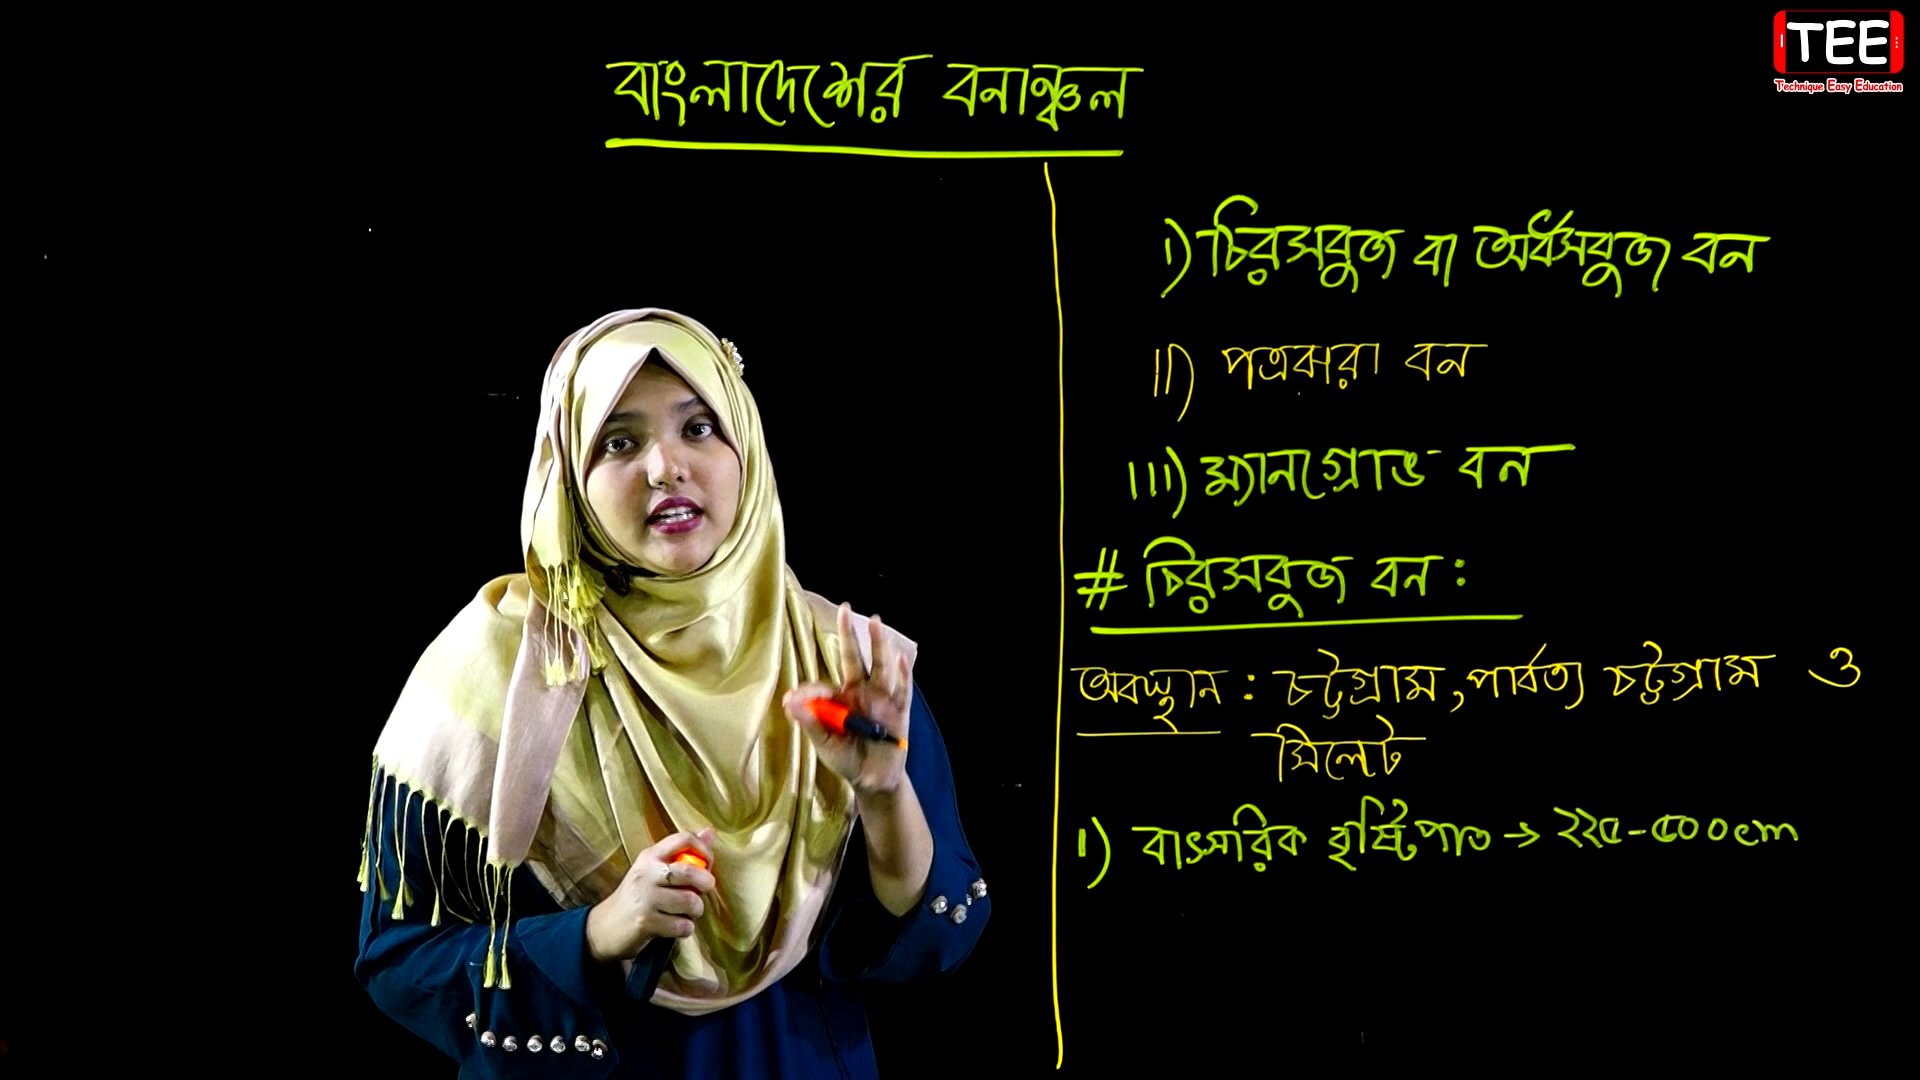 TEE
Technique Easy Education
বাংলাদেশের বনাঞ্চল
i) চিরসবুজ বা অর্ধসবুজ বন
ii) পত্রঝরা বন
iii) ম্যানগ্রোভ বন
# চিরসবুজ বন :
অবস্থান : চট্টগ্রাম, পার্বত্য চট্টগ্রাম ও
সিলেট
i) বাৎসরিক বৃষ্টিপাত → ২২৫-৫০০cm